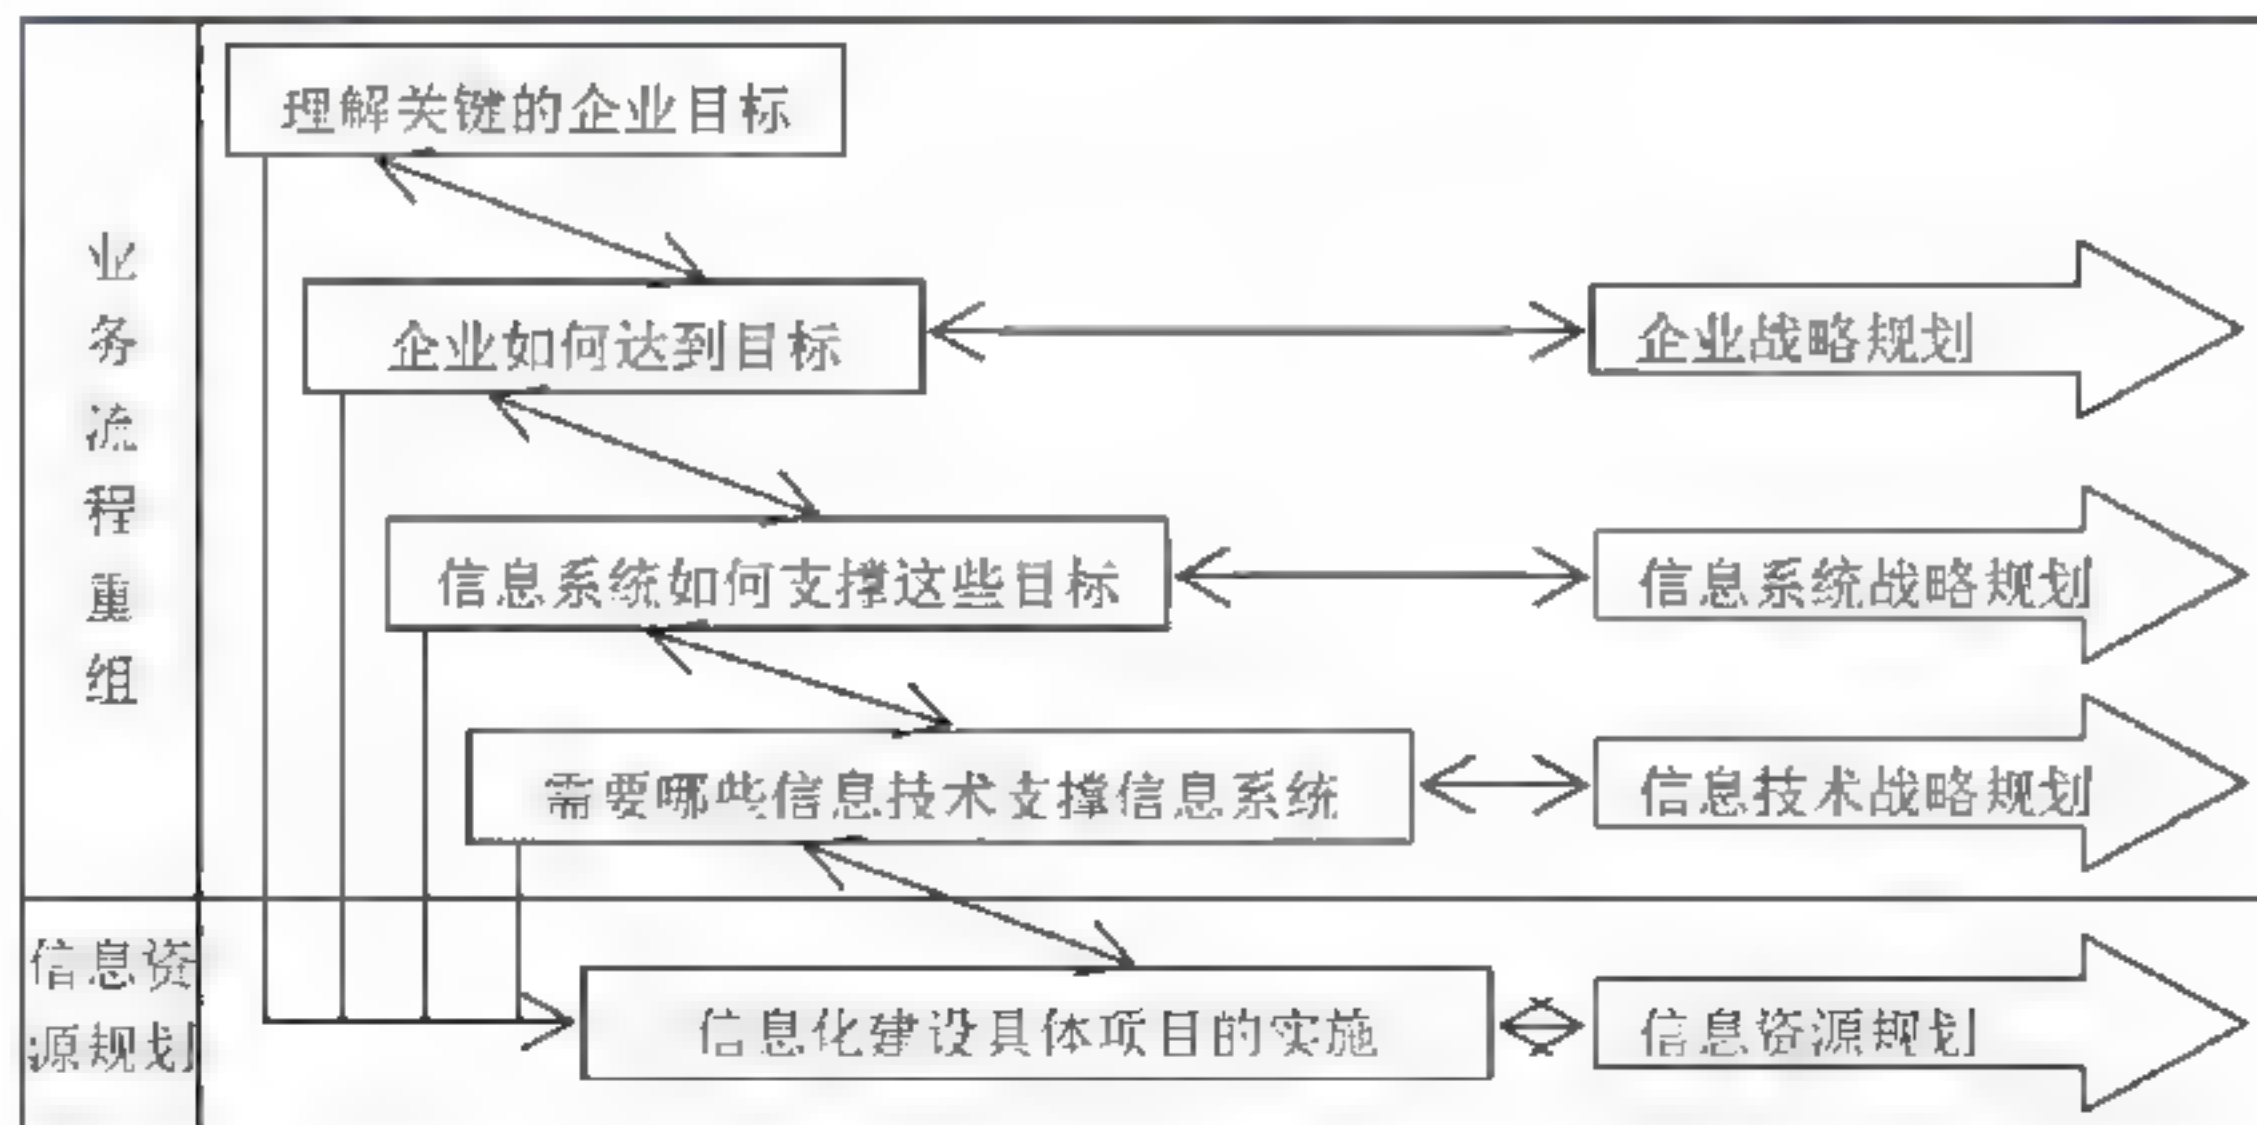 业务流程重组
理解关键的企业目标
企业如何达到目标
企业战略规划
信息系统如何支撑这些目标
信息系统战略规划
需要哪些信息技术支撑信息系统
信息技术战略规划
信息资
源规划
信息化建设具体项目的实施
信息资源规划